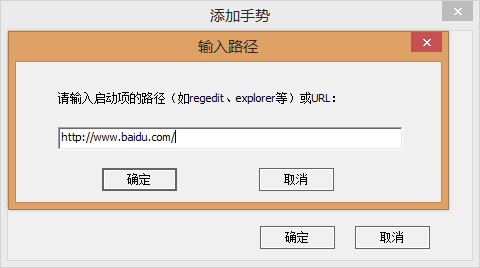 添加手势
输入路径
请输入启动项的路径（如regedit、explorer等）或URL：
http://www.baidu.com/
确定
取消
确定
取消